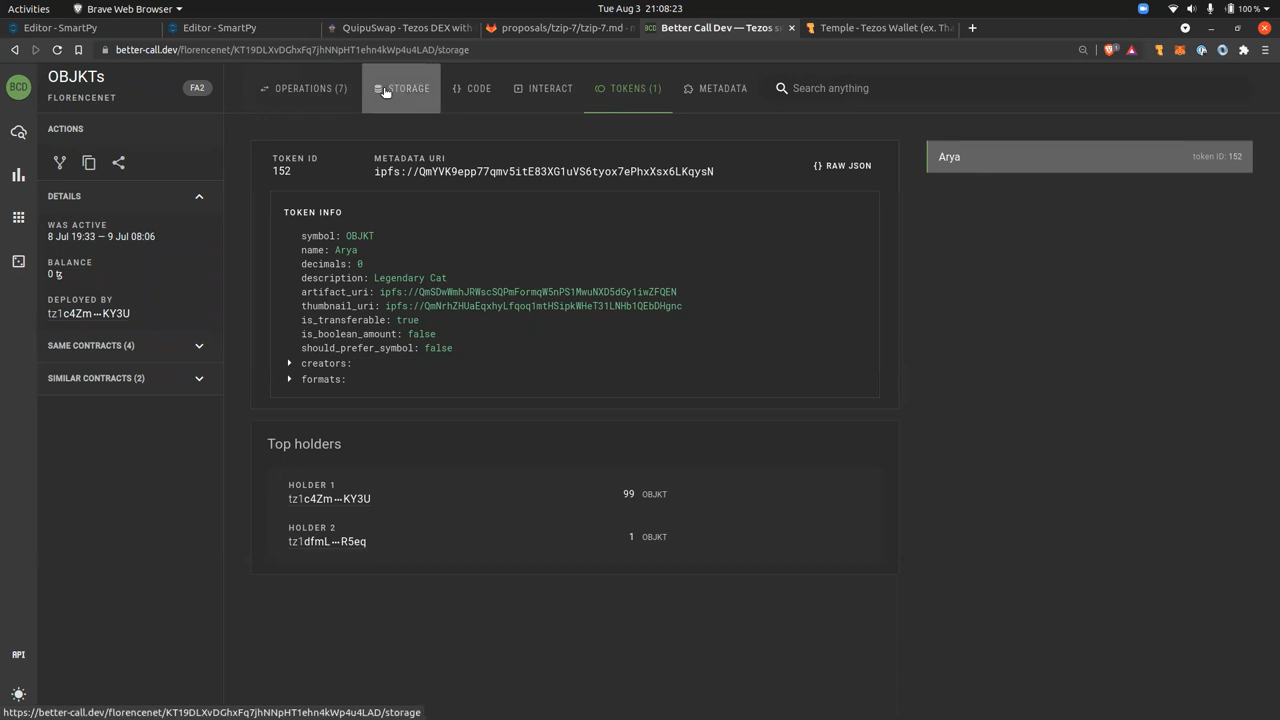 Activities
Brave Web Browser
Tue Aug 3 21:08:23
100 %
Editor - SmartPy
Editor - SmartPy
QuipuSwap - Tezos DEX with
proposals/tzip-7/tzip-7.md · m
Better Call Dev — Tezos s
Temple - Tezos Wallet (ex. Tha
better-call.dev/florencenet/KT19DLXvDGhxFq7jhNNpHT1ehn4kWp4u4LAD/storage
BCD
OBJKTs
FLORENCENET
FA2
OPERATIONS (7)
STORAGE
CODE
INTERACT
TOKENS (1)
METADATA
Search anything
ACTIONS
DETAILS
WAS ACTIVE
8 Jul 19:33 — 9 Jul 08:06
BALANCE
0 ꜩ
DEPLOYED BY
tz1c4Zm···KY3U
SAME CONTRACTS (4)
SIMILAR CONTRACTS (2)
API
TOKEN ID
152
METADATA URI
ipfs://QmYVK9epp77qmv5itE83XG1uVS6tyox7ePhxXsx6LKqysN
{} RAW JSON
TOKEN INFO
symbol: OBJKT
name: Arya
decimals: 0
description: Legendary Cat
artifact_uri: ipfs://QmSDwWmhJRWscSQPmFormqW5nPS1MwuNXD5dGy1iwZFQEN
thumbnail_uri: ipfs://QmNrhZHUaEqxhyLfqoq1mtHSipkWHeT31LNHb1QEbDHgnc
is_transferable: true
is_boolean_amount: false
should_prefer_symbol: false
creators:
formats:
Top holders
HOLDER 1
tz1c4Zm···KY3U
99 OBJKT
HOLDER 2
tz1dfmL···R5eq
1 OBJKT
Arya
token ID: 152
https://better-call.dev/florencenet/KT19DLXvDGhxFq7jhNNpHT1ehn4kWp4u4LAD/storage